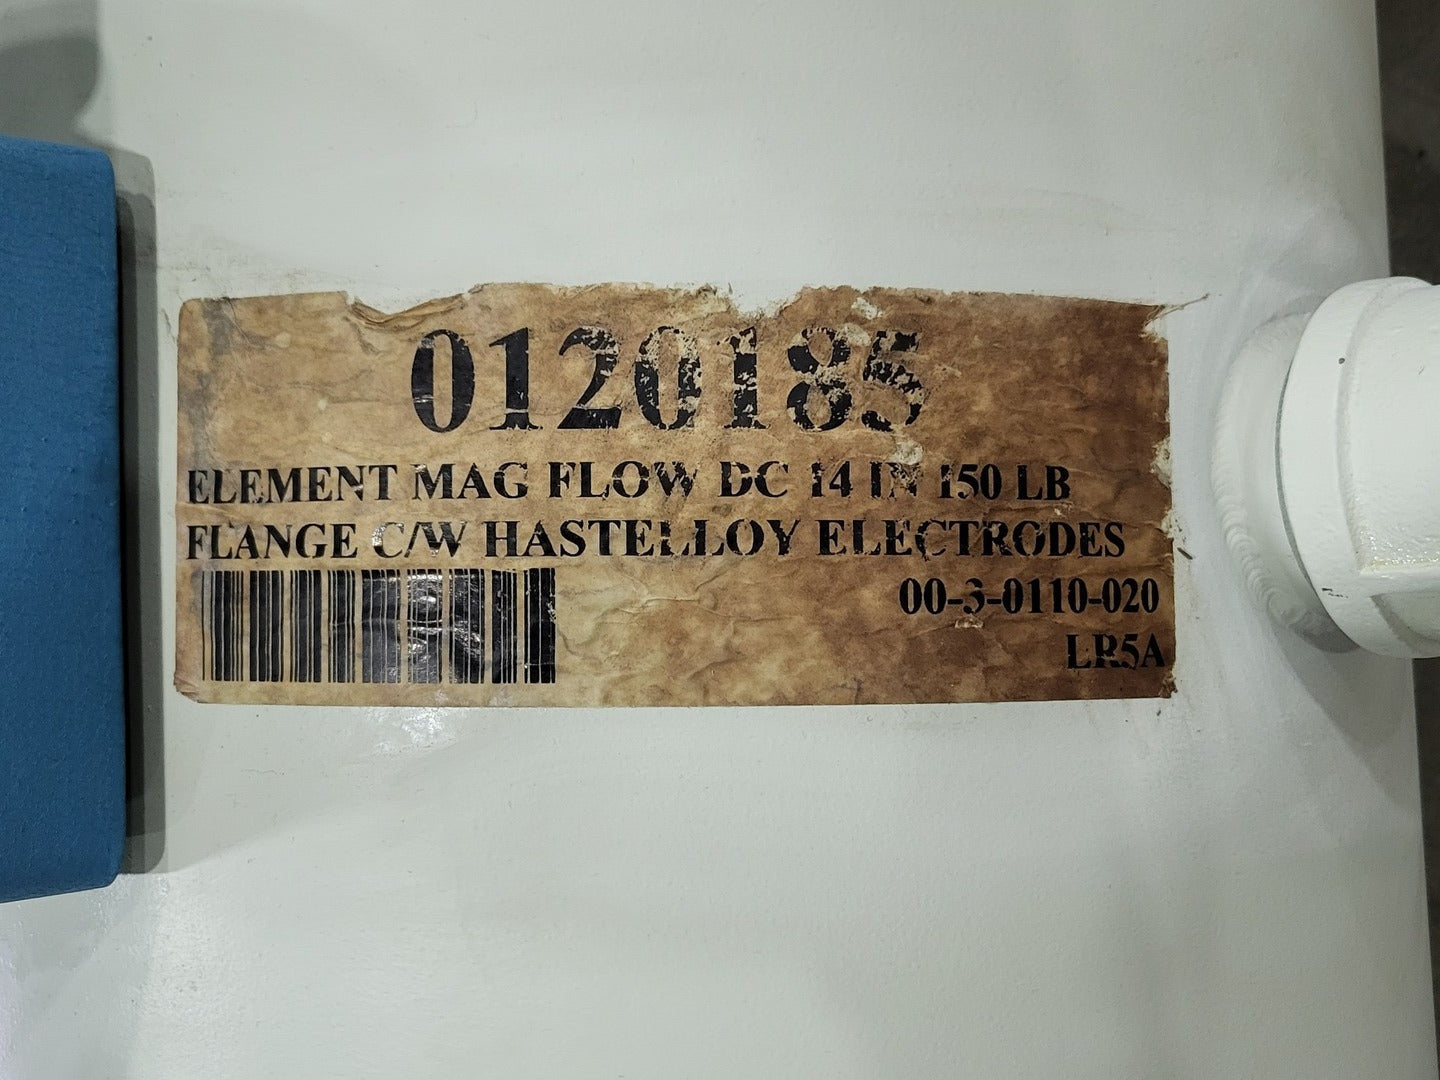 0120185
ELEMENT MAG FLOW DC 14 IN 150 LB
FLANGE C/W HASTELLOY ELECTRODES
00-3-0110-020
LR5A